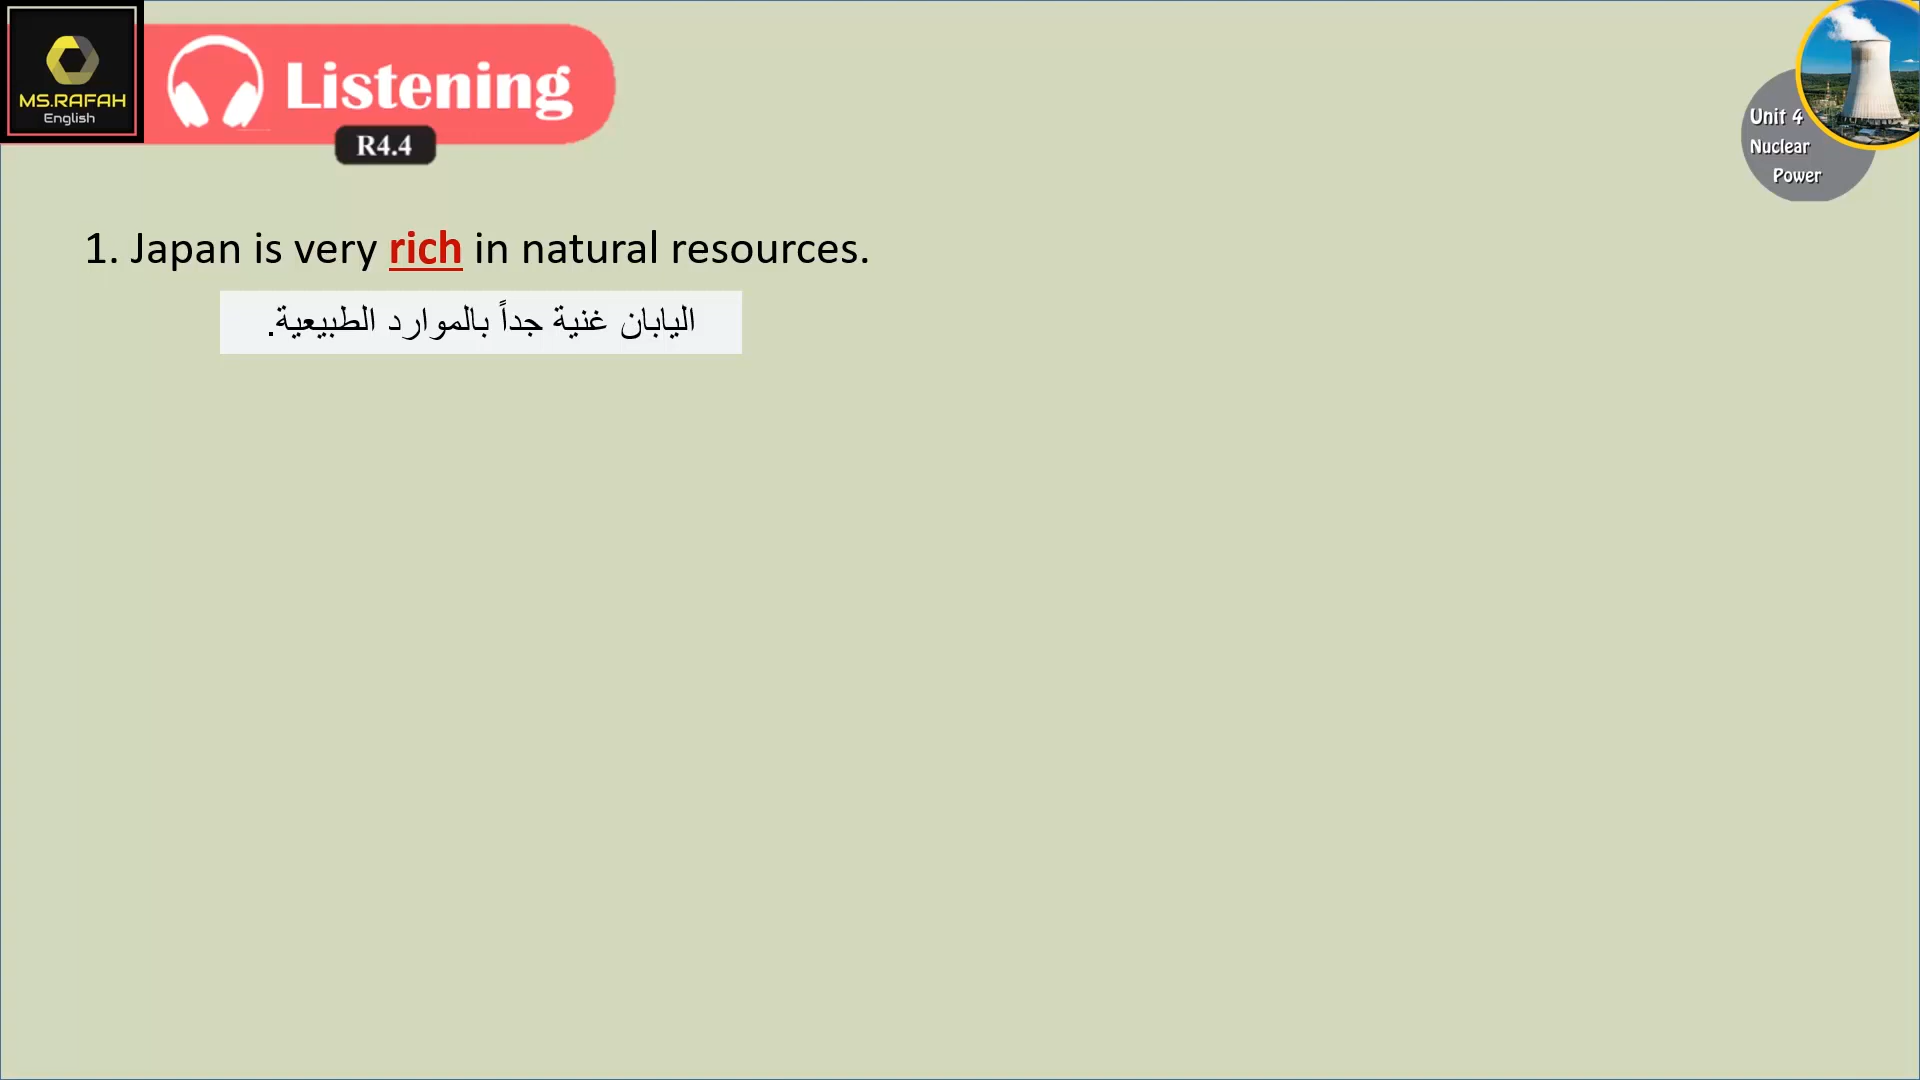 MS.RAFAH
English
Listening
R4.4
Unit 4
Nuclear
Power
1. Japan is very rich in natural resources.
اليابان غنية جداً بالموارد الطبيعية.